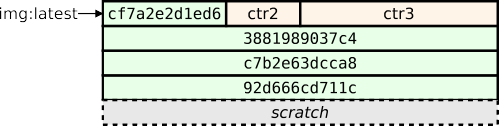 img:latest cf7a2e2d1ed6 ctr2 ctr3
3881989037c4
c7b2e63dcca8
92d666cd711c
scratch